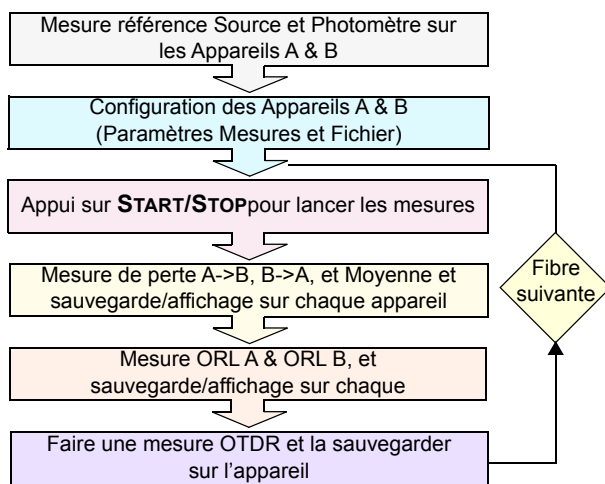 Mesure référence Source et Photomètre sur
les Appareils A & B
Configuration des Appareils A & B
(Paramètres Mesures et Fichier)
Appui sur START/STOPpour lancer les mesures
Mesure de perte A->B, B->A, et Moyenne et
sauvegarde/affichage sur chaque appareil
Fibre
suivante
Mesure ORL A & ORL B, et
sauvegarde/affichage sur chaque
Faire une mesure OTDR et la sauvegarder
sur l’appareil